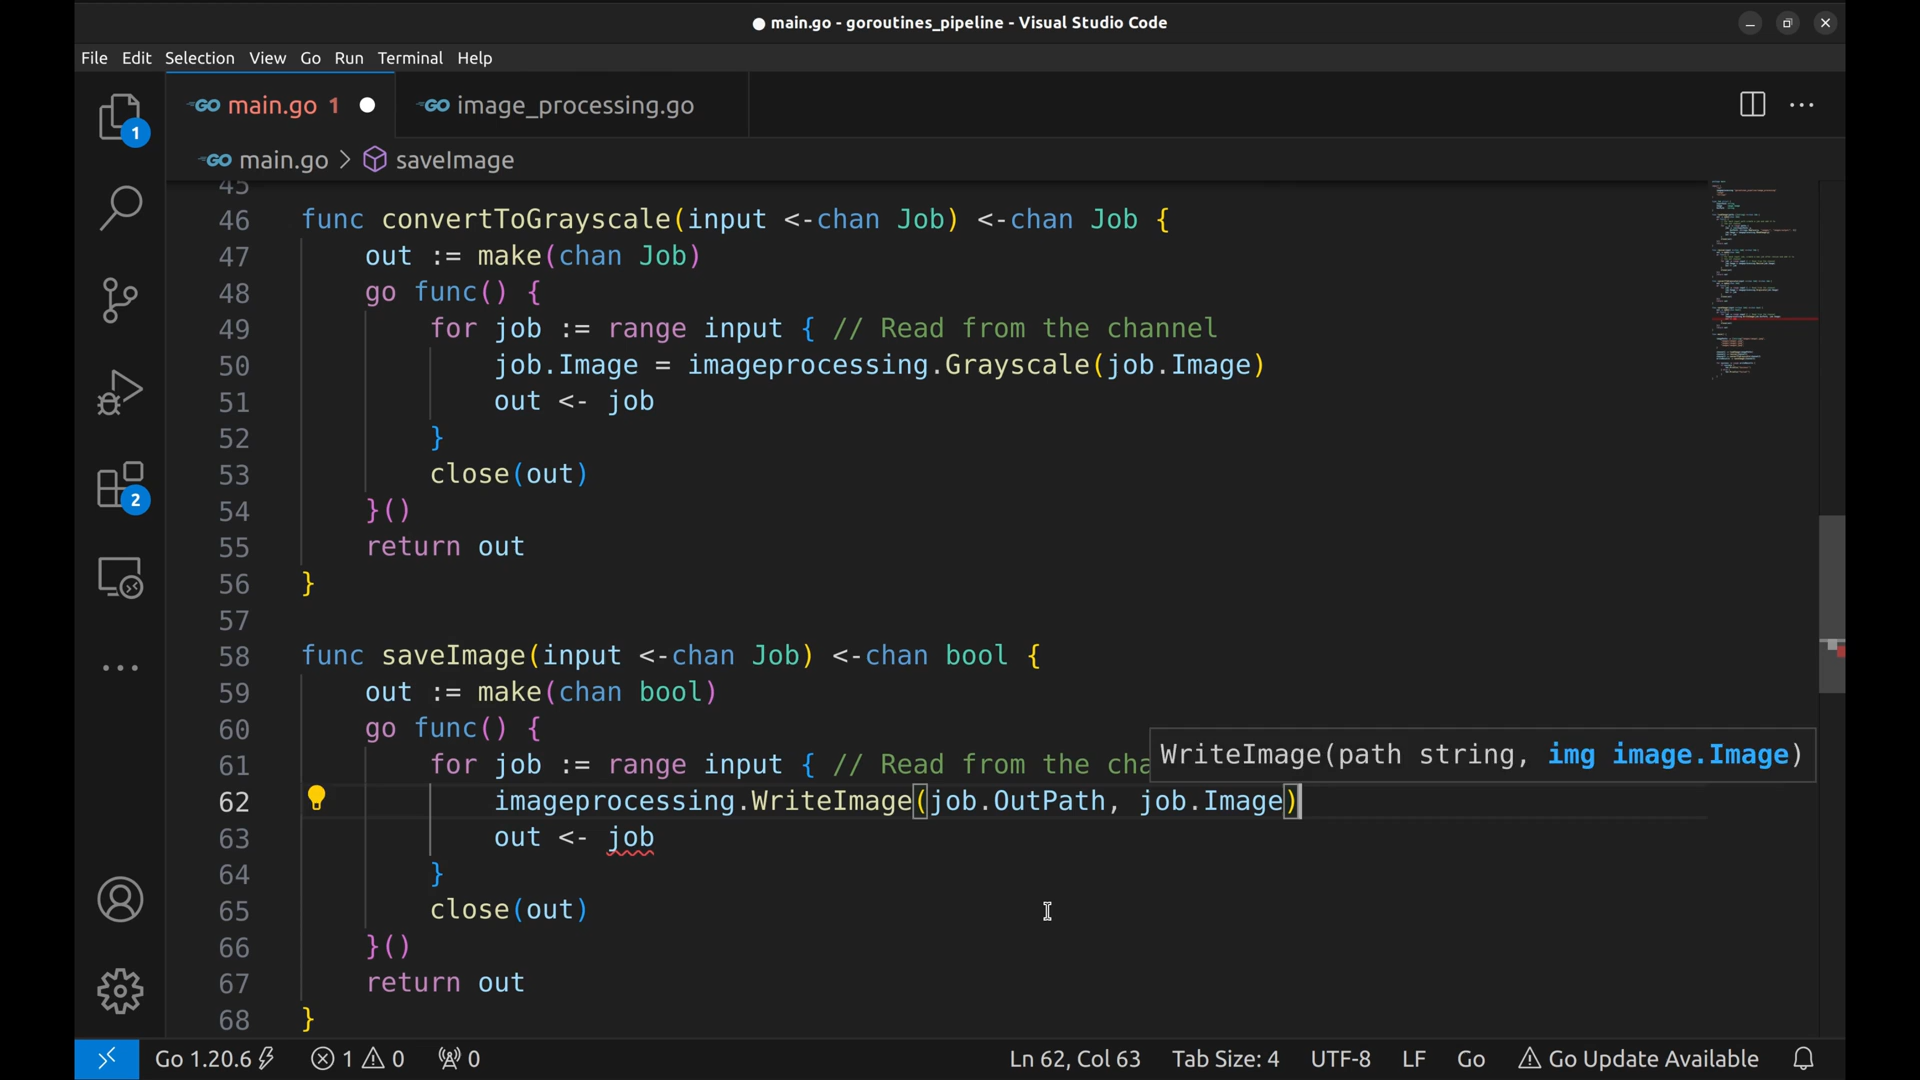 main.go - goroutines_pipeline - Visual Studio Code
File Edit Selection View Go Run Terminal Help
GO main.go 1 GO image_processing.go
GO main.go > saveImage
45
46 func convertToGrayscale(input <-chan Job) <-chan Job {
47 out := make(chan Job)
48 go func() {
49 for job := range input { // Read from the channel
50 job.Image = imageprocessing.Grayscale(job.Image)
51 out <- job
52 }
53 close(out)
54 }()
55 return out
56 }
57
58 func saveImage(input <-chan Job) <-chan bool {
59 out := make(chan bool)
60 go func() {
61 for job := range input { // Read from the cha
WriteImage(path string, img image.Image)
62 imageprocessing.WriteImage(job.OutPath, job.Image)
63 out <- job
64 }
65 close(out)
66 }()
67 return out
68 }
1
2
Go 1.20.6 1 0 0 Ln 62, Col 63 Tab Size: 4 UTF-8 LF Go Go Update Available